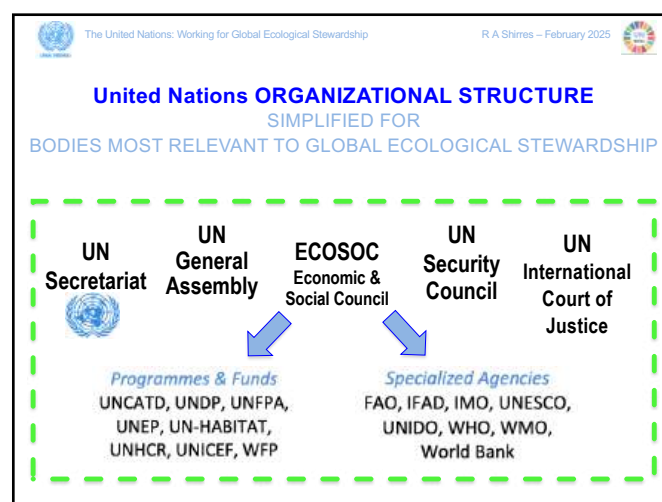 The United Nations: Working for Global Ecological Stewardship
R A Shirres – February 2025
United Nations ORGANIZATIONAL STRUCTURE
SIMPLIFIED FOR
BODIES MOST RELEVANT TO GLOBAL ECOLOGICAL STEWARDSHIP
UN
Secretariat
UN
General
Assembly
ECOSOC
Economic &
Social Council
UN
Security
Council
UN
International
Court of
Justice
Programmes & Funds
UNCATD, UNDP, UNFPA,
UNEP, UN-HABITAT,
UNHCR, UNICEF, WFP
Specialized Agencies
FAO, IFAD, IMO, UNESCO,
UNIDO, WHO, WMO,
World Bank